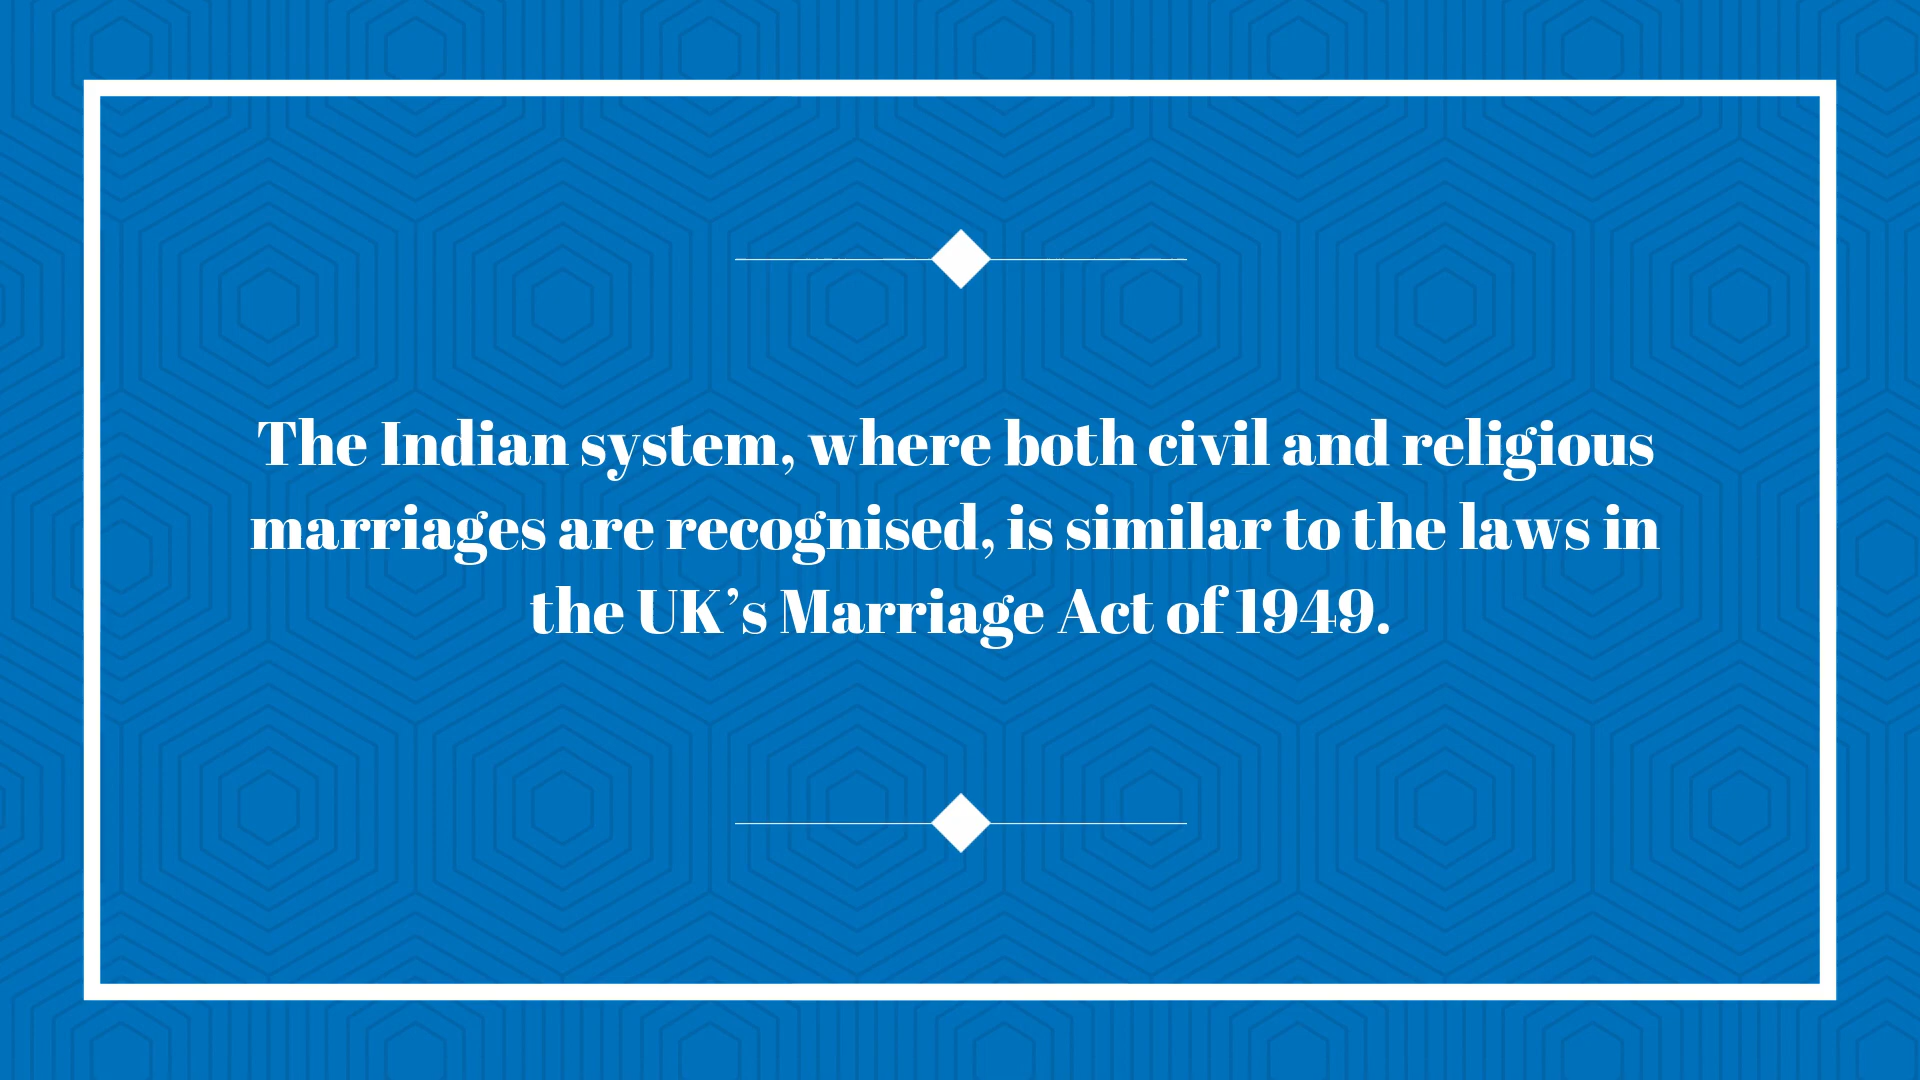 The Indian system, where both civil and religious
marriages are recognised, is similar to the laws in
the UK’s Marriage Act of 1949.